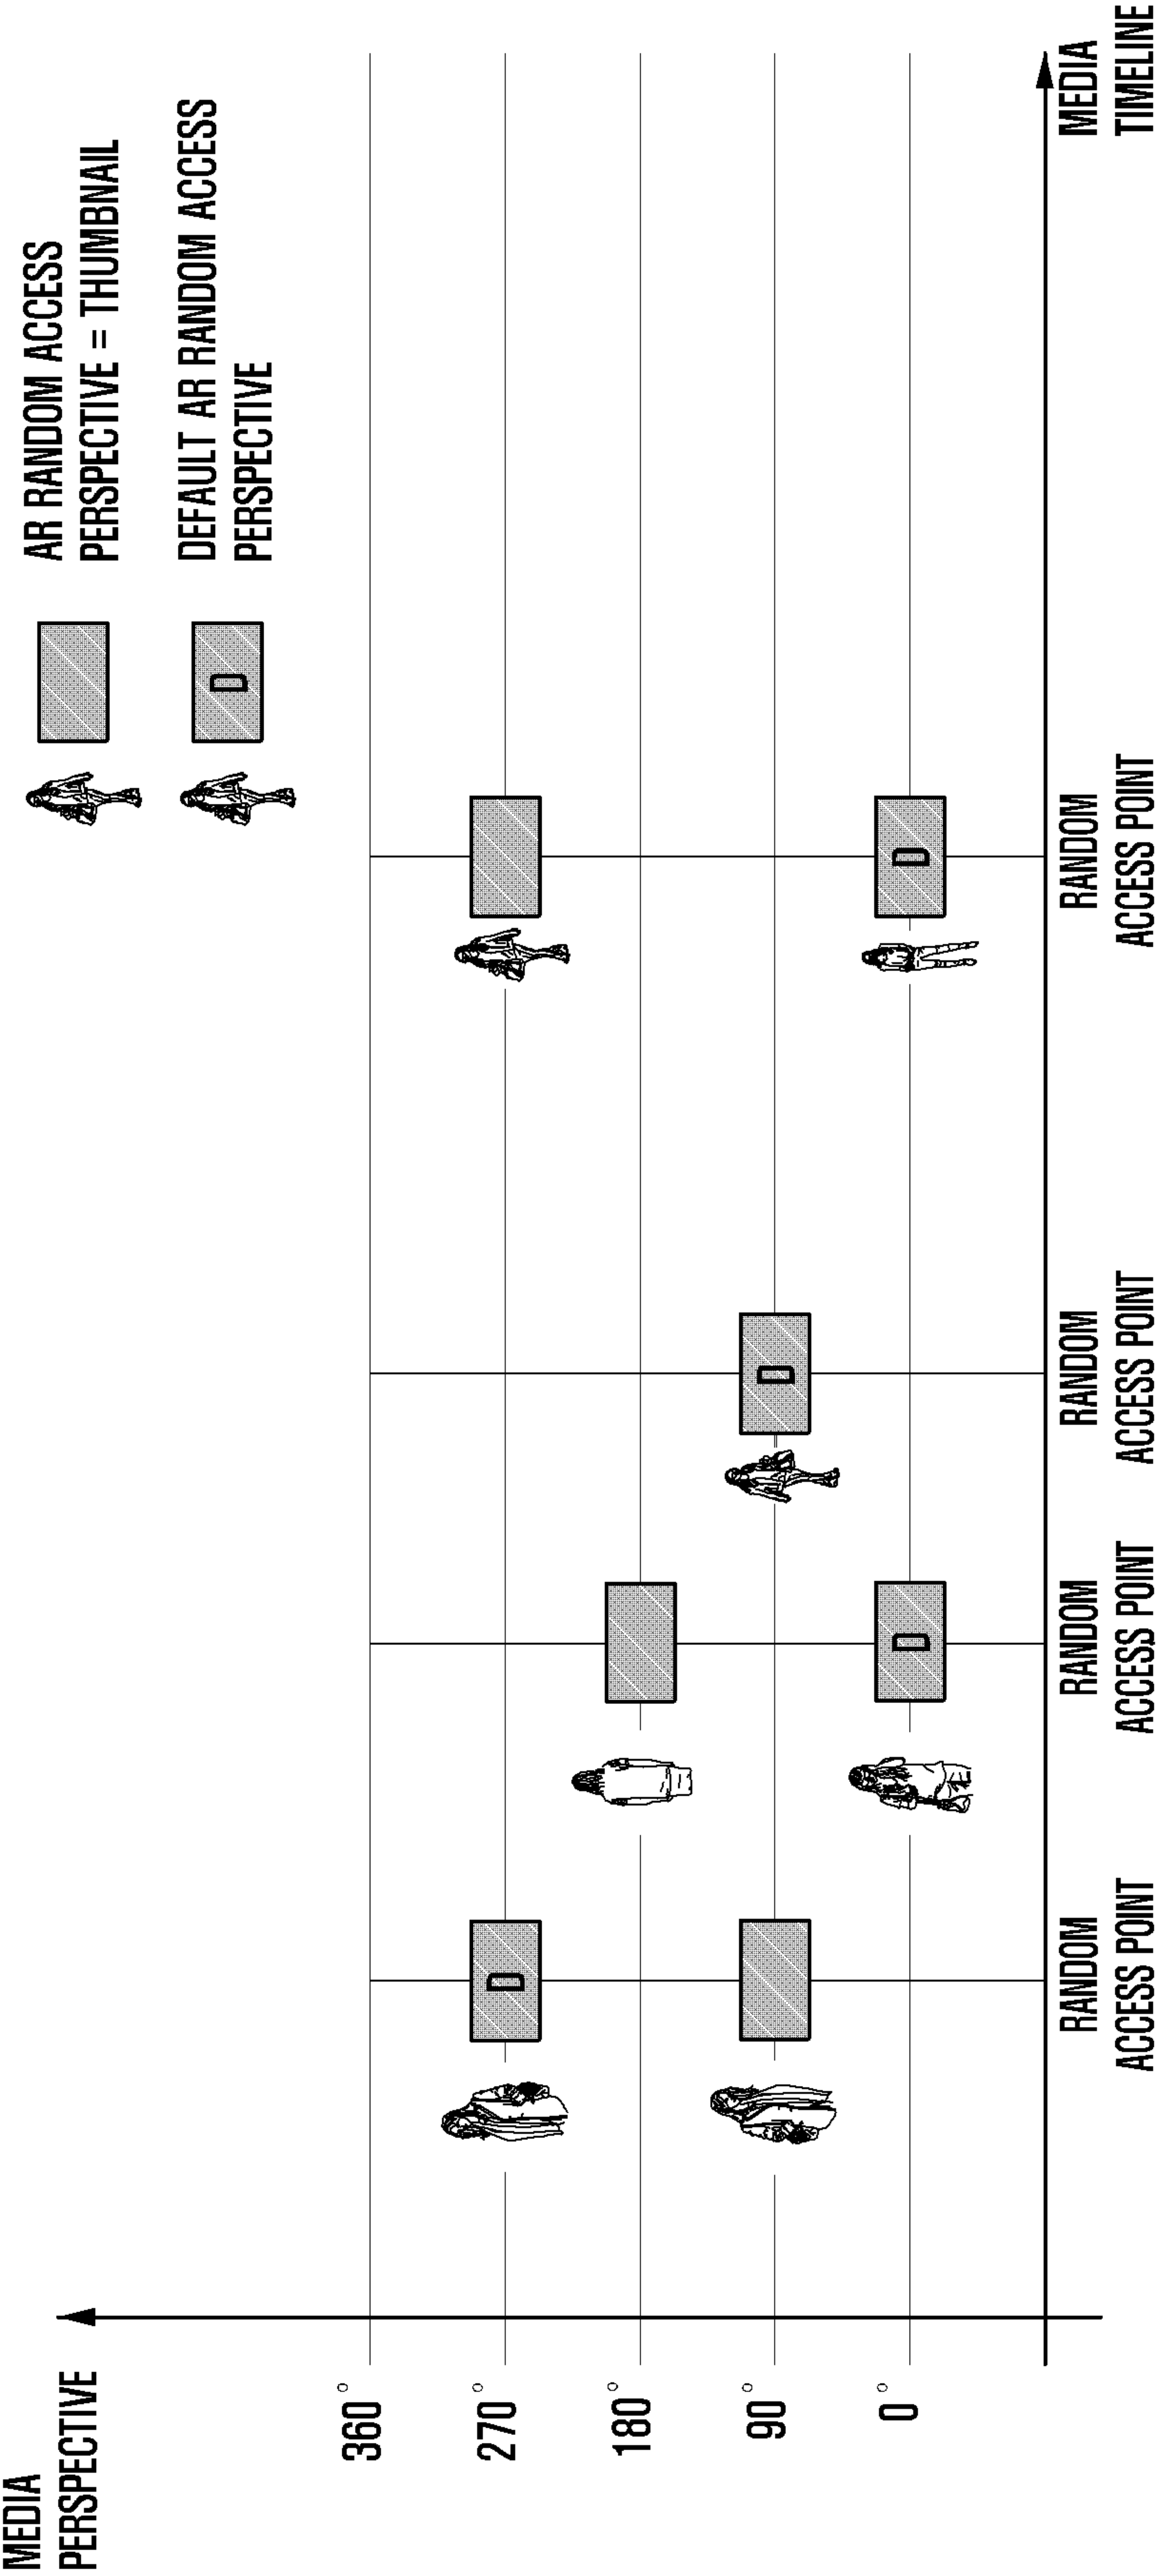 MEDIA
PERSPECTIVE
AR RANDOM ACCESS
PERSPECTIVE = THUMBNAIL
D
DEFAULT AR RANDOM ACCESS
PERSPECTIVE
360°
270°
D
180°
90°
D
0°
D
D
RANDOM
ACCESS POINT
RANDOM
ACCESS POINT
RANDOM
ACCESS POINT
RANDOM
ACCESS POINT
MEDIA
TIMELINE